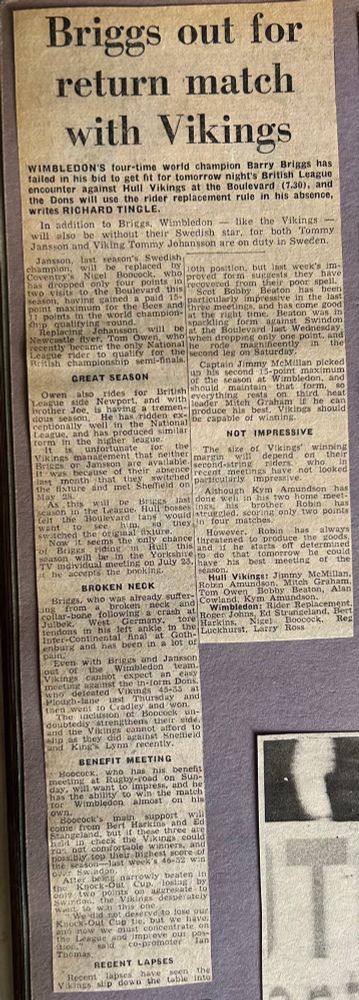 Briggs out for
return match
with Vikings
WIMBLEDON'S four-time world champion Barry Briggs has
failed in his bid to get fit for tomorrow night's British League
encounter against Hull Vikings at the Boulevard (7.30), and
the Dons will use the rider replacement rule in his absence,
writes RICHARD TINGLE.
In addition to Briggs, Wimbledon — like the Vikings —
will also be without their Swedish star, for both Tommy
Jansson and Viking Tommy Johansson are on duty in Sweden.
Jansson, last season's Swedish
champion, will be replaced by
Coventry's Nigel Boocock, who
has dropped only four points in
two visits to the Boulevard this
season, having gained a paid 15-
point maximum for the Bees and
11 points in the world champion-
ship qualifying round.
Replacing Johansson, will be
Newcastle flyer, Tom Owen, who
recently became the only National
League rider to qualify for the
British championship semi-finals.
GREAT SEASON
Owen also rides for British
League side Newport, and with
brother Joe, is having a tremen-
dous season. He has ridden ex-
ceptionally well in the National
League, and has produced similar
form in the higher league.
It is unfortunate for the
Vikings management that neither
Briggs or Jansson are available.
It was because of their absence
last month that they switched
the fixture and met Sheffield on
May 28.
As this will be Briggs last
season in the League, Hull bosses
felt the Boulevard fans would
want to see him, so they
switched the original fixture.
Now it seems the only chance
of Briggs riding in Hull this
season will be in the Yorkshire
TV individual meeting on July 23,
if he accepts the booking.
BROKEN NECK
Briggs, who was already suffer-
ing from a broken neck and
collar-bone following a crash at
Julbek, West Germany, tore
tendons in his left ankle in the
Inter-Continental final at Goth-
enburg and has been in a lot of
pain.
Even with Briggs and Jansson
out of the Wimbledon team,
Vikings cannot expect an easy
meeting against the in-form Dons,
who defeated Vikings 45-33 at
Plough-lane last Thursday and
then went to Cradley and won.
The inclusion of Boocock un-
doubtedly strengthens their side,
and the Vikings cannot afford to
slip as they did against Sheffield
and King's Lynn recently.
BENEFIT MEETING
Boocock, who has his benefit
meeting at Rugby-road on Sun-
day, will want to impress, and he
has the ability to win the match
for Wimbledon almost on his
own.
Boocock's main support will
come from Bert Harkins and Ed
Stangeland, but if these three are
held in check the Vikings could
run out comfortable winners, and
possibly top their highest score of
the season—last week's 46-32 win
over Swindon.
After being narrowly beaten in
the Knock-Out Cup, losing by
only two points on aggregate to
Swindon, the Vikings desperately
want to win this one.
"We did not deserve to lose our
Knock-Out Cup tie, but we have,
and now we must concentrate on
the League and improve our pos-
ition," said co-promoter Ian
Thomas.
RECENT LAPSES
Recent lapses have seen the
Vikings slip down the table into
10th position, but last week's im-
proved form suggests they have
recovered from their poor spell.
Scot Bobby Beaton has been
particularly impressive in the last
three meetings, and has come good
at the right time. Beaton was in
sparkling form against Swindon
at the Boulevard last Wednesday,
when dropping only one point, and
he rode magnificently in the
second leg on Saturday.
Captain Jimmy McMillan picked
up his second 15-point maximum
of the season at Wimbledon, and
should maintain that form, so
everything rests on third heat
leader Mitch Graham if he can
produce his best. Vikings should
be capable of winning.
NOT IMPRESSIVE
The size of Vikings' winning
margin will depend on their
second-string riders, who in
recent meetings have not looked
particularly impressive.
Although Kym Amundson has
done well in his two home meet-
ings, his brother Robin has
struggled, scoring only two points
in four matches.
However, Robin has always
threatened to produce the goods,
and if he starts off determined
to do that tomorrow he could
have his best meeting of the
season.
Hull Vikings: Jimmy McMillan,
Robin Amundson, Mitch Graham,
Tom Owen, Bobby Beaton, Alan
Cowland, Kym Amundson.
Wimbledon: Rider Replacement,
Roger Johns, Ed Stangeland, Bert
Harkins, Nigel Boocock, Reg
Luckhurst, Larry Ross